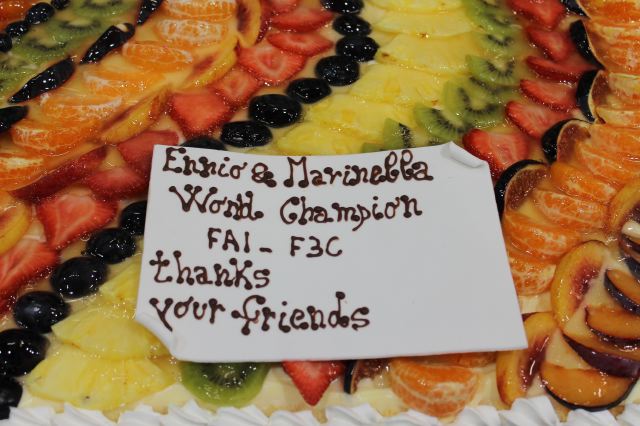 Ennio & Marinella
World Champion
FAI - F3C
thanks
your friends